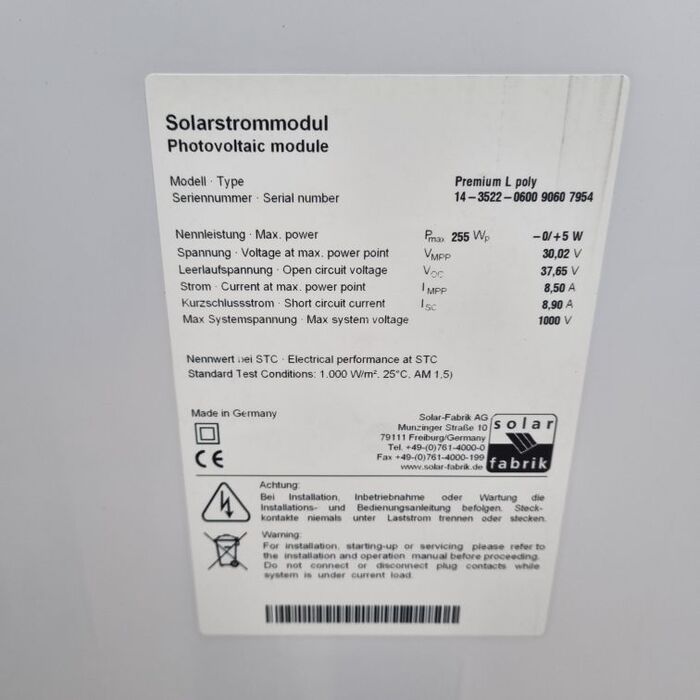 Solarstrommodul
Photovoltaic module
Modell · Type Premium L poly
Seriennummer · Serial number 14-3522-0600 9060 7954
Nennleistung · Max. power Pmax 255 Wp -0/+5 W
Spannung · Voltage at max. power point VMPP 30,02 V
Leerlaufspannung · Open circuit voltage VOC 37,65 V
Strom · Current at max. power point IMPP 8,50 A
Kurzschlussstrom · Short circuit current ISC 8,90 A
Max Systemspannung · Max system voltage 1000 V
Nennwert bei STC · Electrical performance at STC
Standard Test Conditions: 1.000 W/m², 25°C, AM 1,5)
Made in Germany
CE
Solar-Fabrik AG
Munzinger Straße 10
79111 Freiburg/Germany
Tel. +49-(0)761-4000-0
Fax +49-(0)761-4000-199
www.solar-fabrik.de
solar
fabrik
Achtung:
Bei Installation, Inbetriebnahme oder Wartung die
Installations- und Bedienungsanleitung befolgen. Steck-
kontakte niemals unter Laststrom trennen oder stecken.
Warning:
For installation, starting-up or servicing please refer to
the installation and operation manual before proceeding.
Do not connect or disconnect plug contacts while
system is under current load.